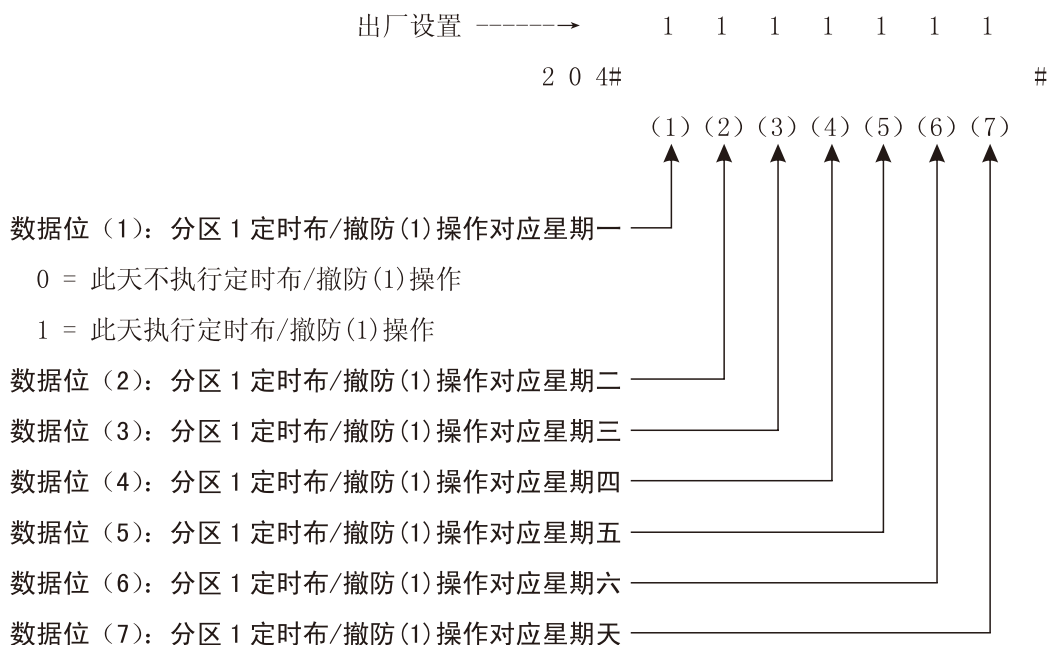 出厂设置 ------→ 1 1 1 1 1 1 1
2 0 4# #
(1)(2)(3)(4)(5)(6)(7)
数据位（1）：分区 1 定时布/撤防(1)操作对应星期一
0 = 此天不执行定时布/撤防(1)操作
1 = 此天执行定时布/撤防(1)操作
数据位（2）：分区 1 定时布/撤防(1)操作对应星期二
数据位（3）：分区 1 定时布/撤防(1)操作对应星期三
数据位（4）：分区 1 定时布/撤防(1)操作对应星期四
数据位（5）：分区 1 定时布/撤防(1)操作对应星期五
数据位（6）：分区 1 定时布/撤防(1)操作对应星期六
数据位（7）：分区 1 定时布/撤防(1)操作对应星期天